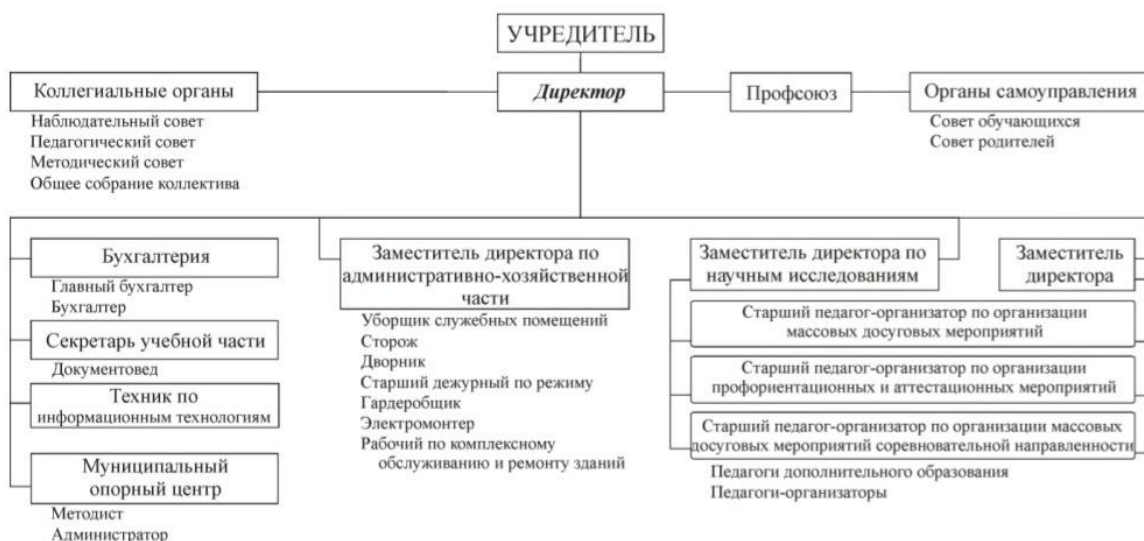 УЧРЕДИТЕЛЬ
Коллегиальные органы
Директор
Профсоюз
Органы самоуправления
Наблюдательный совет
Педагогический совет
Методический совет
Общее собрание коллектива
Совет обучающихся
Совет родителей
Бухгалтерия
Главный бухгалтер
Бухгалтер
Секретарь учебной части
Документовед
Техник по
информационным технологиям
Муниципальный
опорный центр
Методист
Администратор
Заместитель директора по
административно-хозяйственной
части
Уборщик служебных помещений
Сторож
Дворник
Старший дежурный по режиму
Гардеробщик
Электромонтер
Рабочий по комплексному
обслуживанию и ремонту зданий
Заместитель директора по
научным исследованиям
Заместитель
директора
Старший педагог-организатор по организации
массовых досуговых мероприятий
Старший педагог-организатор по организации
профориентационных и аттестационных мероприятий
Старший педагог-организатор по организации массовых
досуговых мероприятий соревновательной направленности
Педагоги дополнительного образования
Педагоги-организаторы